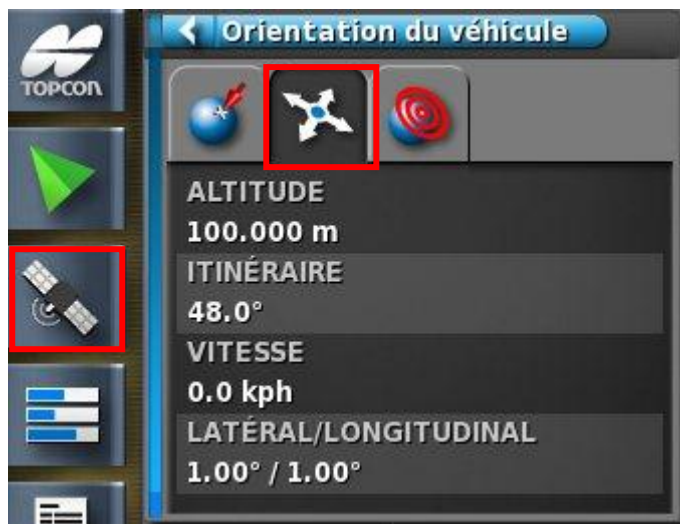 Orientation du véhicule
TOPCON
ALTITUDE
100.000 m
ITINÉRAIRE
48.0°
VITESSE
0.0 kph
LATÉRAL/LONGITUDINAL
1.00° / 1.00°